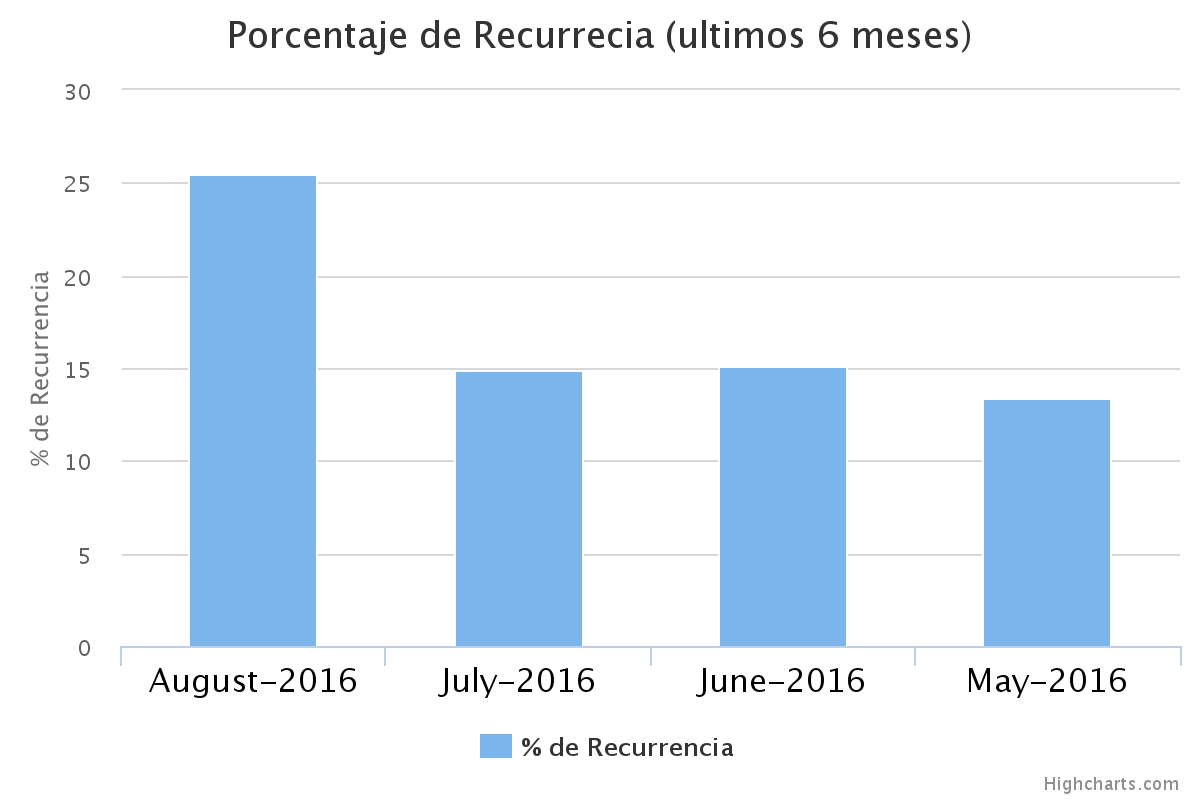 Porcentaje de Recurrecia (ultimos 6 meses)
30
25
20
15
10
5
0
% de Recurrencia
August-2016
July-2016
June-2016
May-2016
% de Recurrencia
Highcharts.com